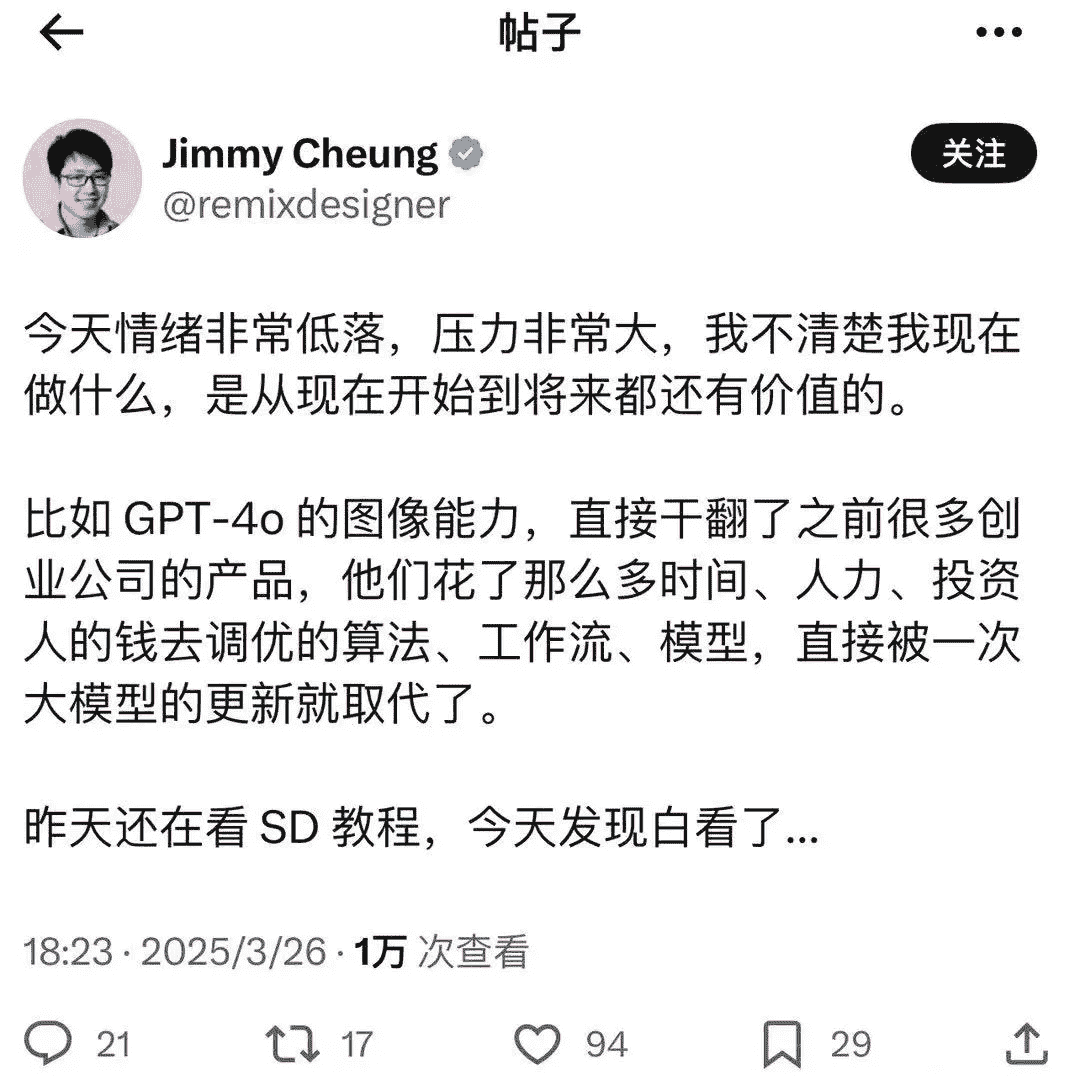 帖子
Jimmy Cheung
关注
@remixdesigner
今天情绪非常低落，压力非常大，我不清楚我现在
做什么，是从现在开始到将来都还有价值的。
比如 GPT-4o 的图像能力，直接干翻了之前很多创
业公司的产品，他们花了那么多时间、人力、投资
人的钱去调优的算法、工作流、模型，直接被一次
大模型的更新就取代了。
昨天还在看 SD 教程，今天发现白看了...
18:23 · 2025/3/26 · 1万 次查看
21 17 94 29